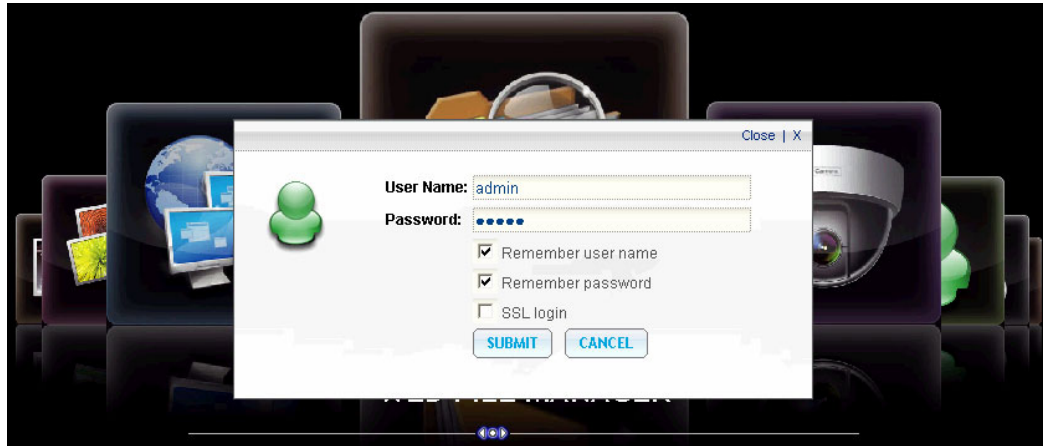 Close | X
User Name: admin
Password: •••••
Remember user name
Remember password
SSL login
SUBMIT CANCEL